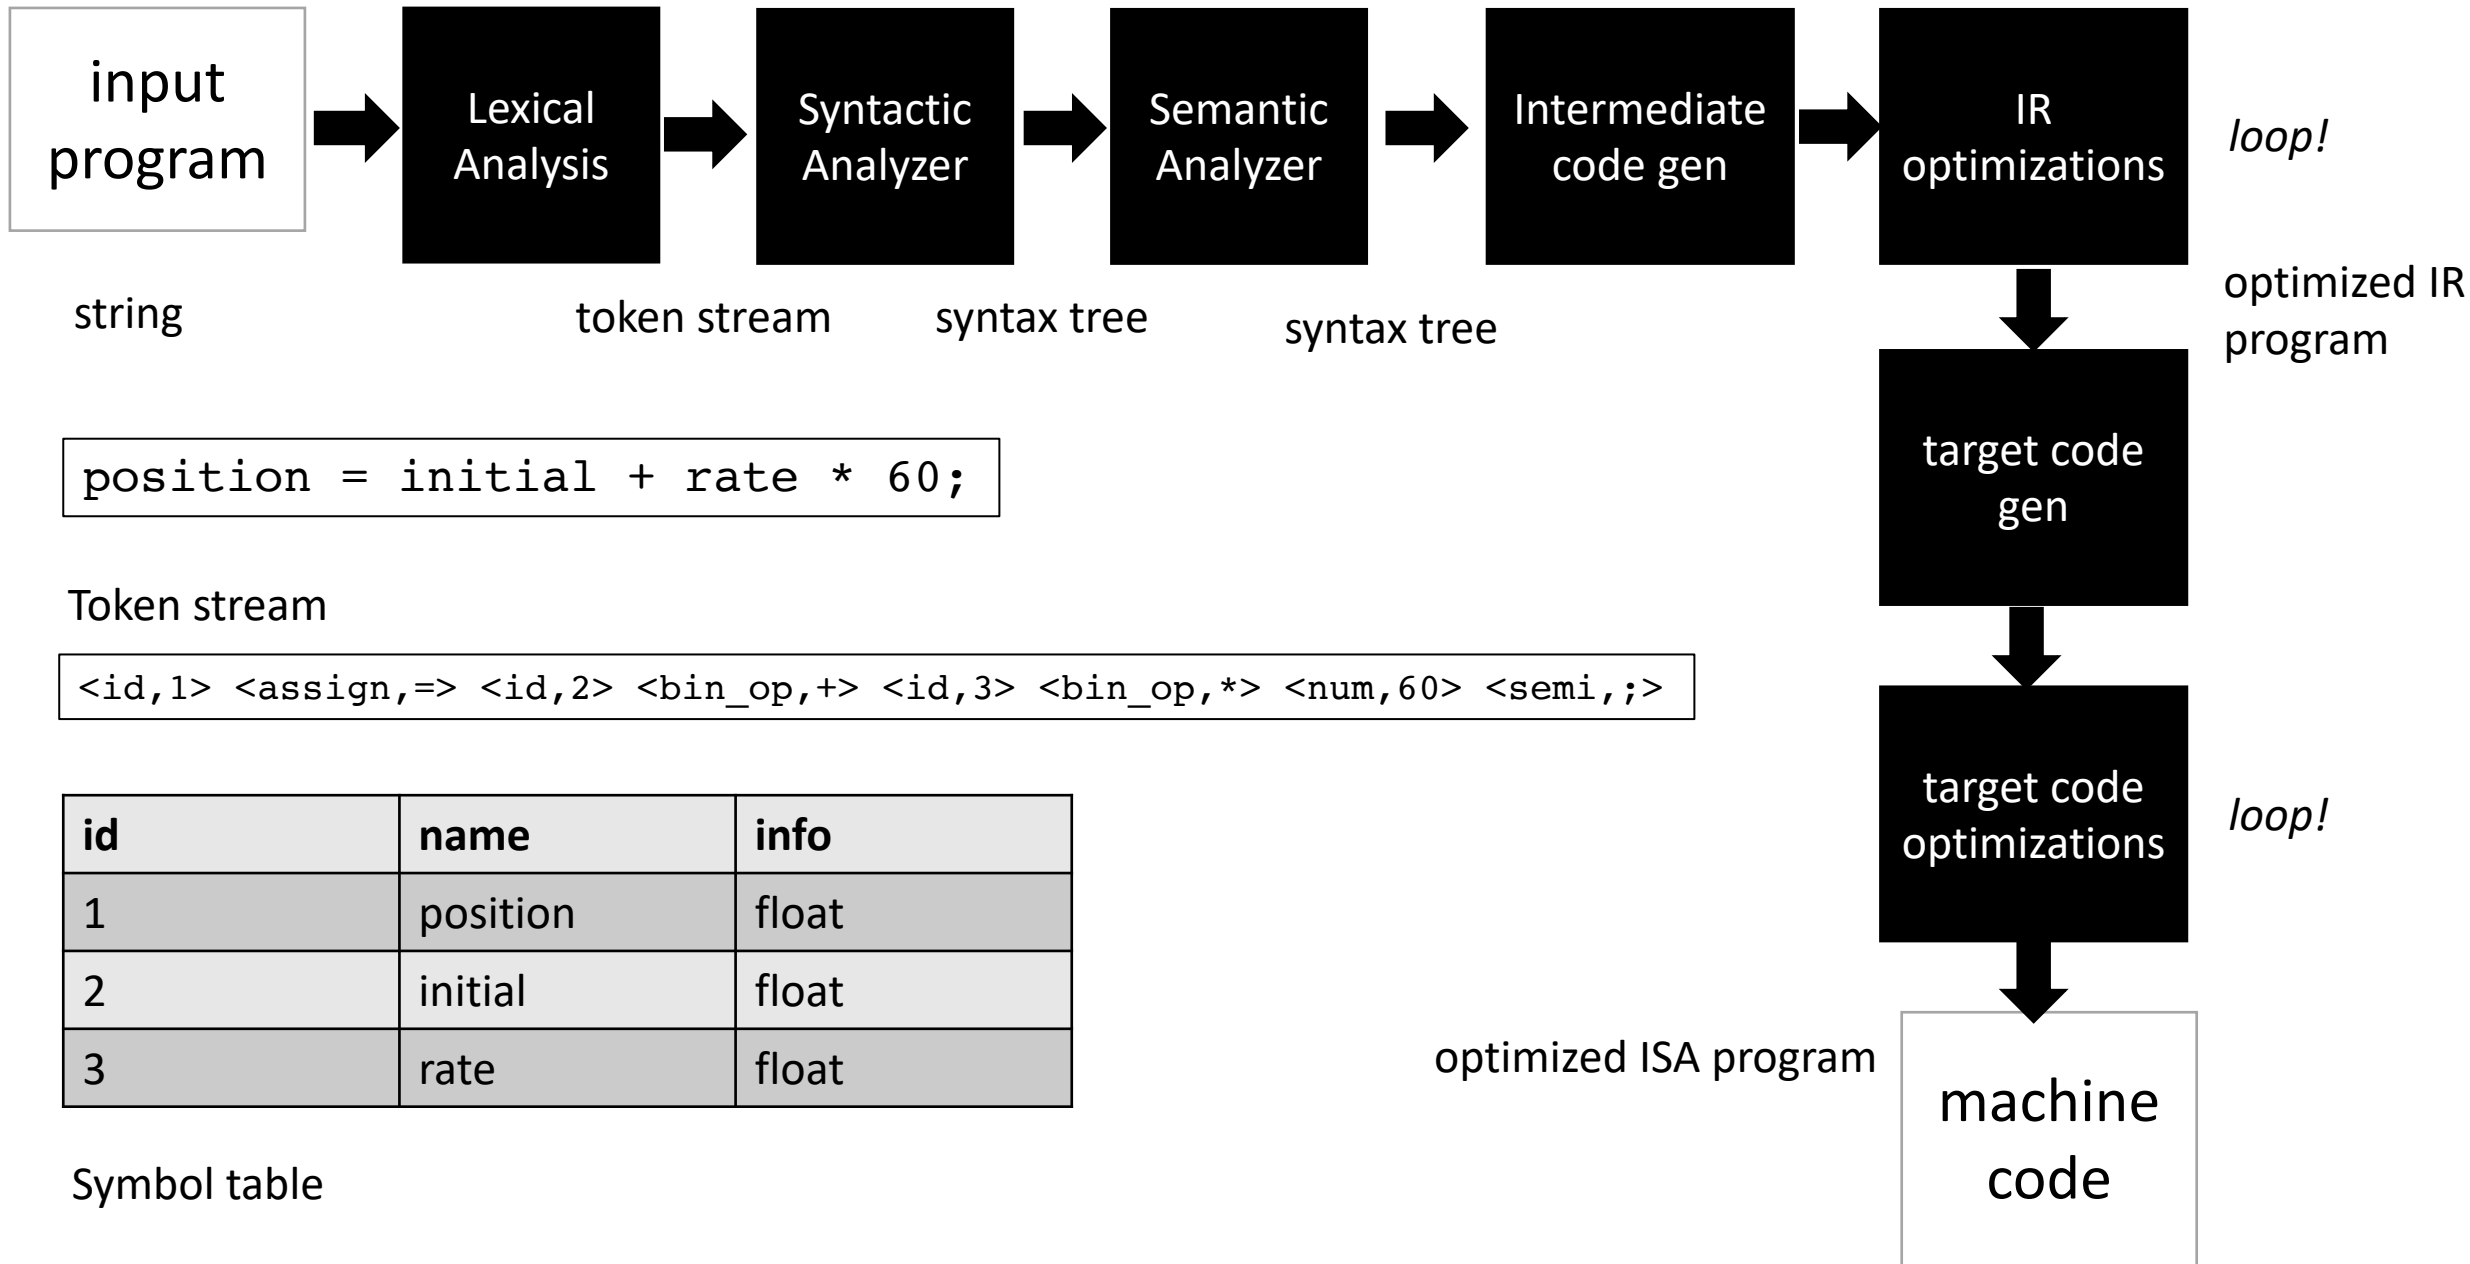 input
program
Lexical
Analysis
Syntactic
Analyzer
Semantic
Analyzer
Intermediate
code gen
IR
optimizations
loop!
string
token stream
syntax tree
syntax tree
optimized IR
program
position = initial + rate * 60;
target code
gen
Token stream
<id,1> <assign,=> <id,2> <bin_op,+> <id,3> <bin_op,*> <num,60> <semi,;>
target code
optimizations
loop!
id name info
1 position float
2 initial float
3 rate float
Symbol table
optimized ISA program
machine
code